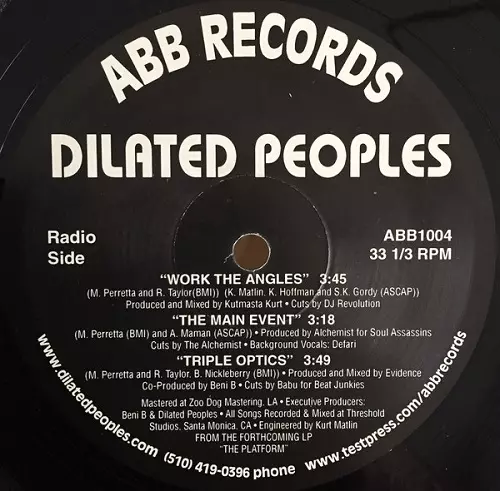 ABB RECORDS
DILATED PEOPLES
Radio
Side
ABB1004
33 1/3 RPM
“WORK THE ANGLES” 3:45
(M. Perretta and R. Taylor(BMI)) (K. Matlin, K. Hoffman and S.K. Gordy (ASCAP))
Produced and Mixed by Kutmasta Kurt • Cuts by DJ Revolution
“THE MAIN EVENT” 3:18
(M. Perretta (BMI) and A. Maman (ASCAP)) • Produced by Alchemist for Soul Assassins
Cuts by The Alchemist • Background Vocals: Defari
“TRIPLE OPTICS” 3:49
(M. Perretta and R. Taylor, B. Nickleberry (BMI)) • Produced and Mixed by Evidence
Co-Produced by Beni B • Cuts by Babu for Beat Junkies
Mastered at Zoo Dog Mastering, LA • Executive Producers:
Beni B & Dilated Peoples • All Songs Recorded & Mixed at Threshold
Studios, Santa Monica, CA • Engineered by Kurt Matlin
FROM THE FORTHCOMING LP
"THE PLATFORM"
www.dilatedpeoples.com (510) 419-0396 phone www.testpress.com/abbrecords